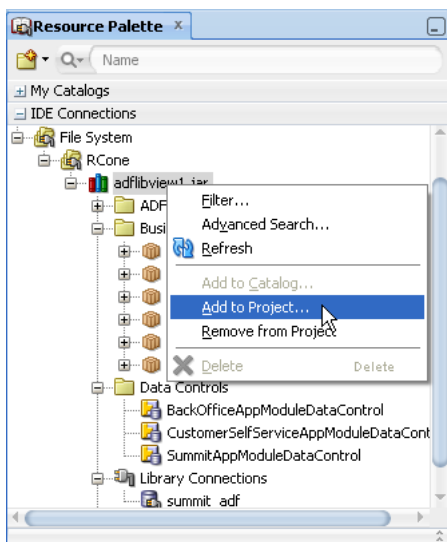 Resource Palette
Name
My Catalogs
IDE Connections
File System
RCone
adflibview1.jar
ADF
Busi
Filter...
Advanced Search...
Refresh
Add to Catalog...
Add to Project...
Remove from Project
Delete Delete
Data Controls
BackOfficeAppModuleDataControl
CustomerSelfServiceAppModuleDataCont
SummitAppModuleDataControl
Library Connections
summit_adf